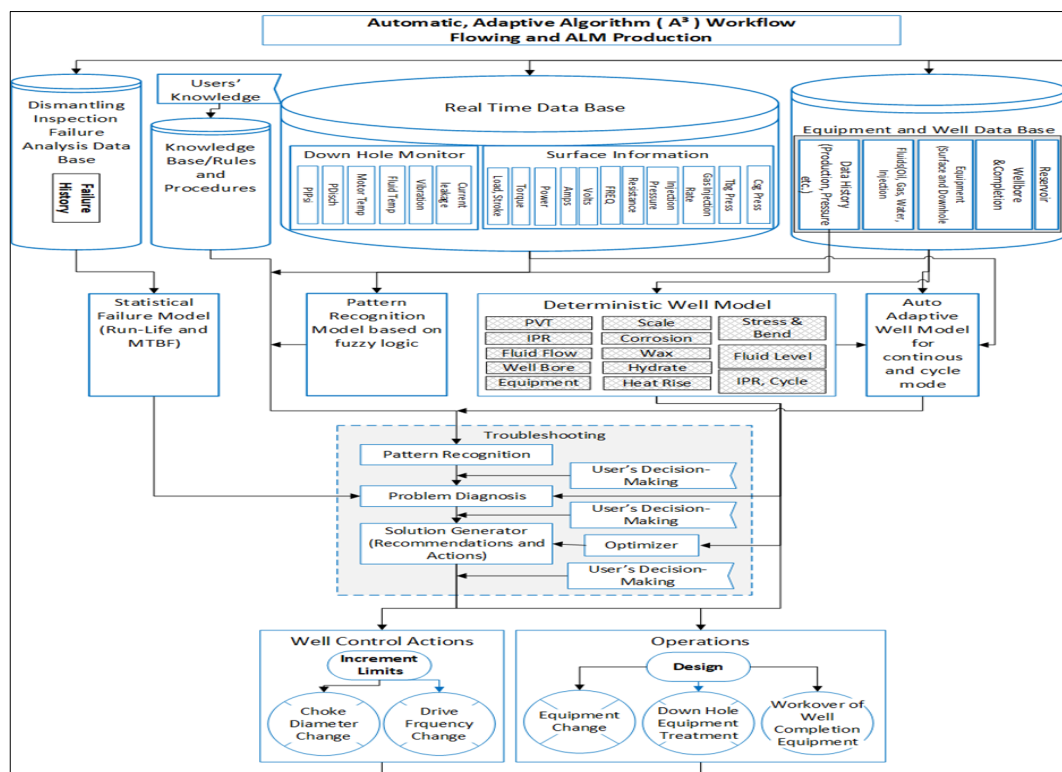 Automatic, Adaptive Algorithm ( A³ ) Workflow
Flowing and ALM Production
Dismantling
Inspection Failure
Analysis Data
Base
Failure
History
Users'
Knowledge
Knowledge
Base/Rules
and
Procedures
Real Time Data Base
Down Hole Monitor
PIPsi
PDisch
Motor Temp
Fluid Temp
Vibration
Current
leakage
Surface Information
Load, Stroke
Torque
Power
Amps
Volts
FREQ
Resistance
Injection
Pressure
Gas Injection
Rate
Tbg Press
Csg Press
Equipment and Well Data Base
Data History
(Production, Pressure
etc.)
Fluids(Oil, Gas, Water,
Injection
Equipment
(Surface and Downhole)
Wellbore
&Completion
Reservoir
Statistical
Failure Model
(Run-Life and
MTBF)
Pattern
Recognition
Model based on
fuzzy logic
Deterministic Well Model
PVT
IPR
Fluid Flow
Well Bore
Equipment
Scale
Corrosion
Wax
Hydrate
Heat Rise
Stress &
Bend
Fluid Level
IPR, Cycle
Auto
Adaptive
Well Model
for
continous
and cycle
mode
Troubleshooting
Pattern Recognition
User's Decision-
Making
Problem Diagnosis
User's Decision-
Making
Solution Generator
(Recommendations and
Actions)
Optimizer
User's Decision-
Making
Well Control Actions
Increment
Limits
Choke
Diameter
Change
Drive
Frquency
Change
Operations
Design
Equipment
Change
Down Hole
Equipment
Treatment
Workover of
Well
Completion
Equipment